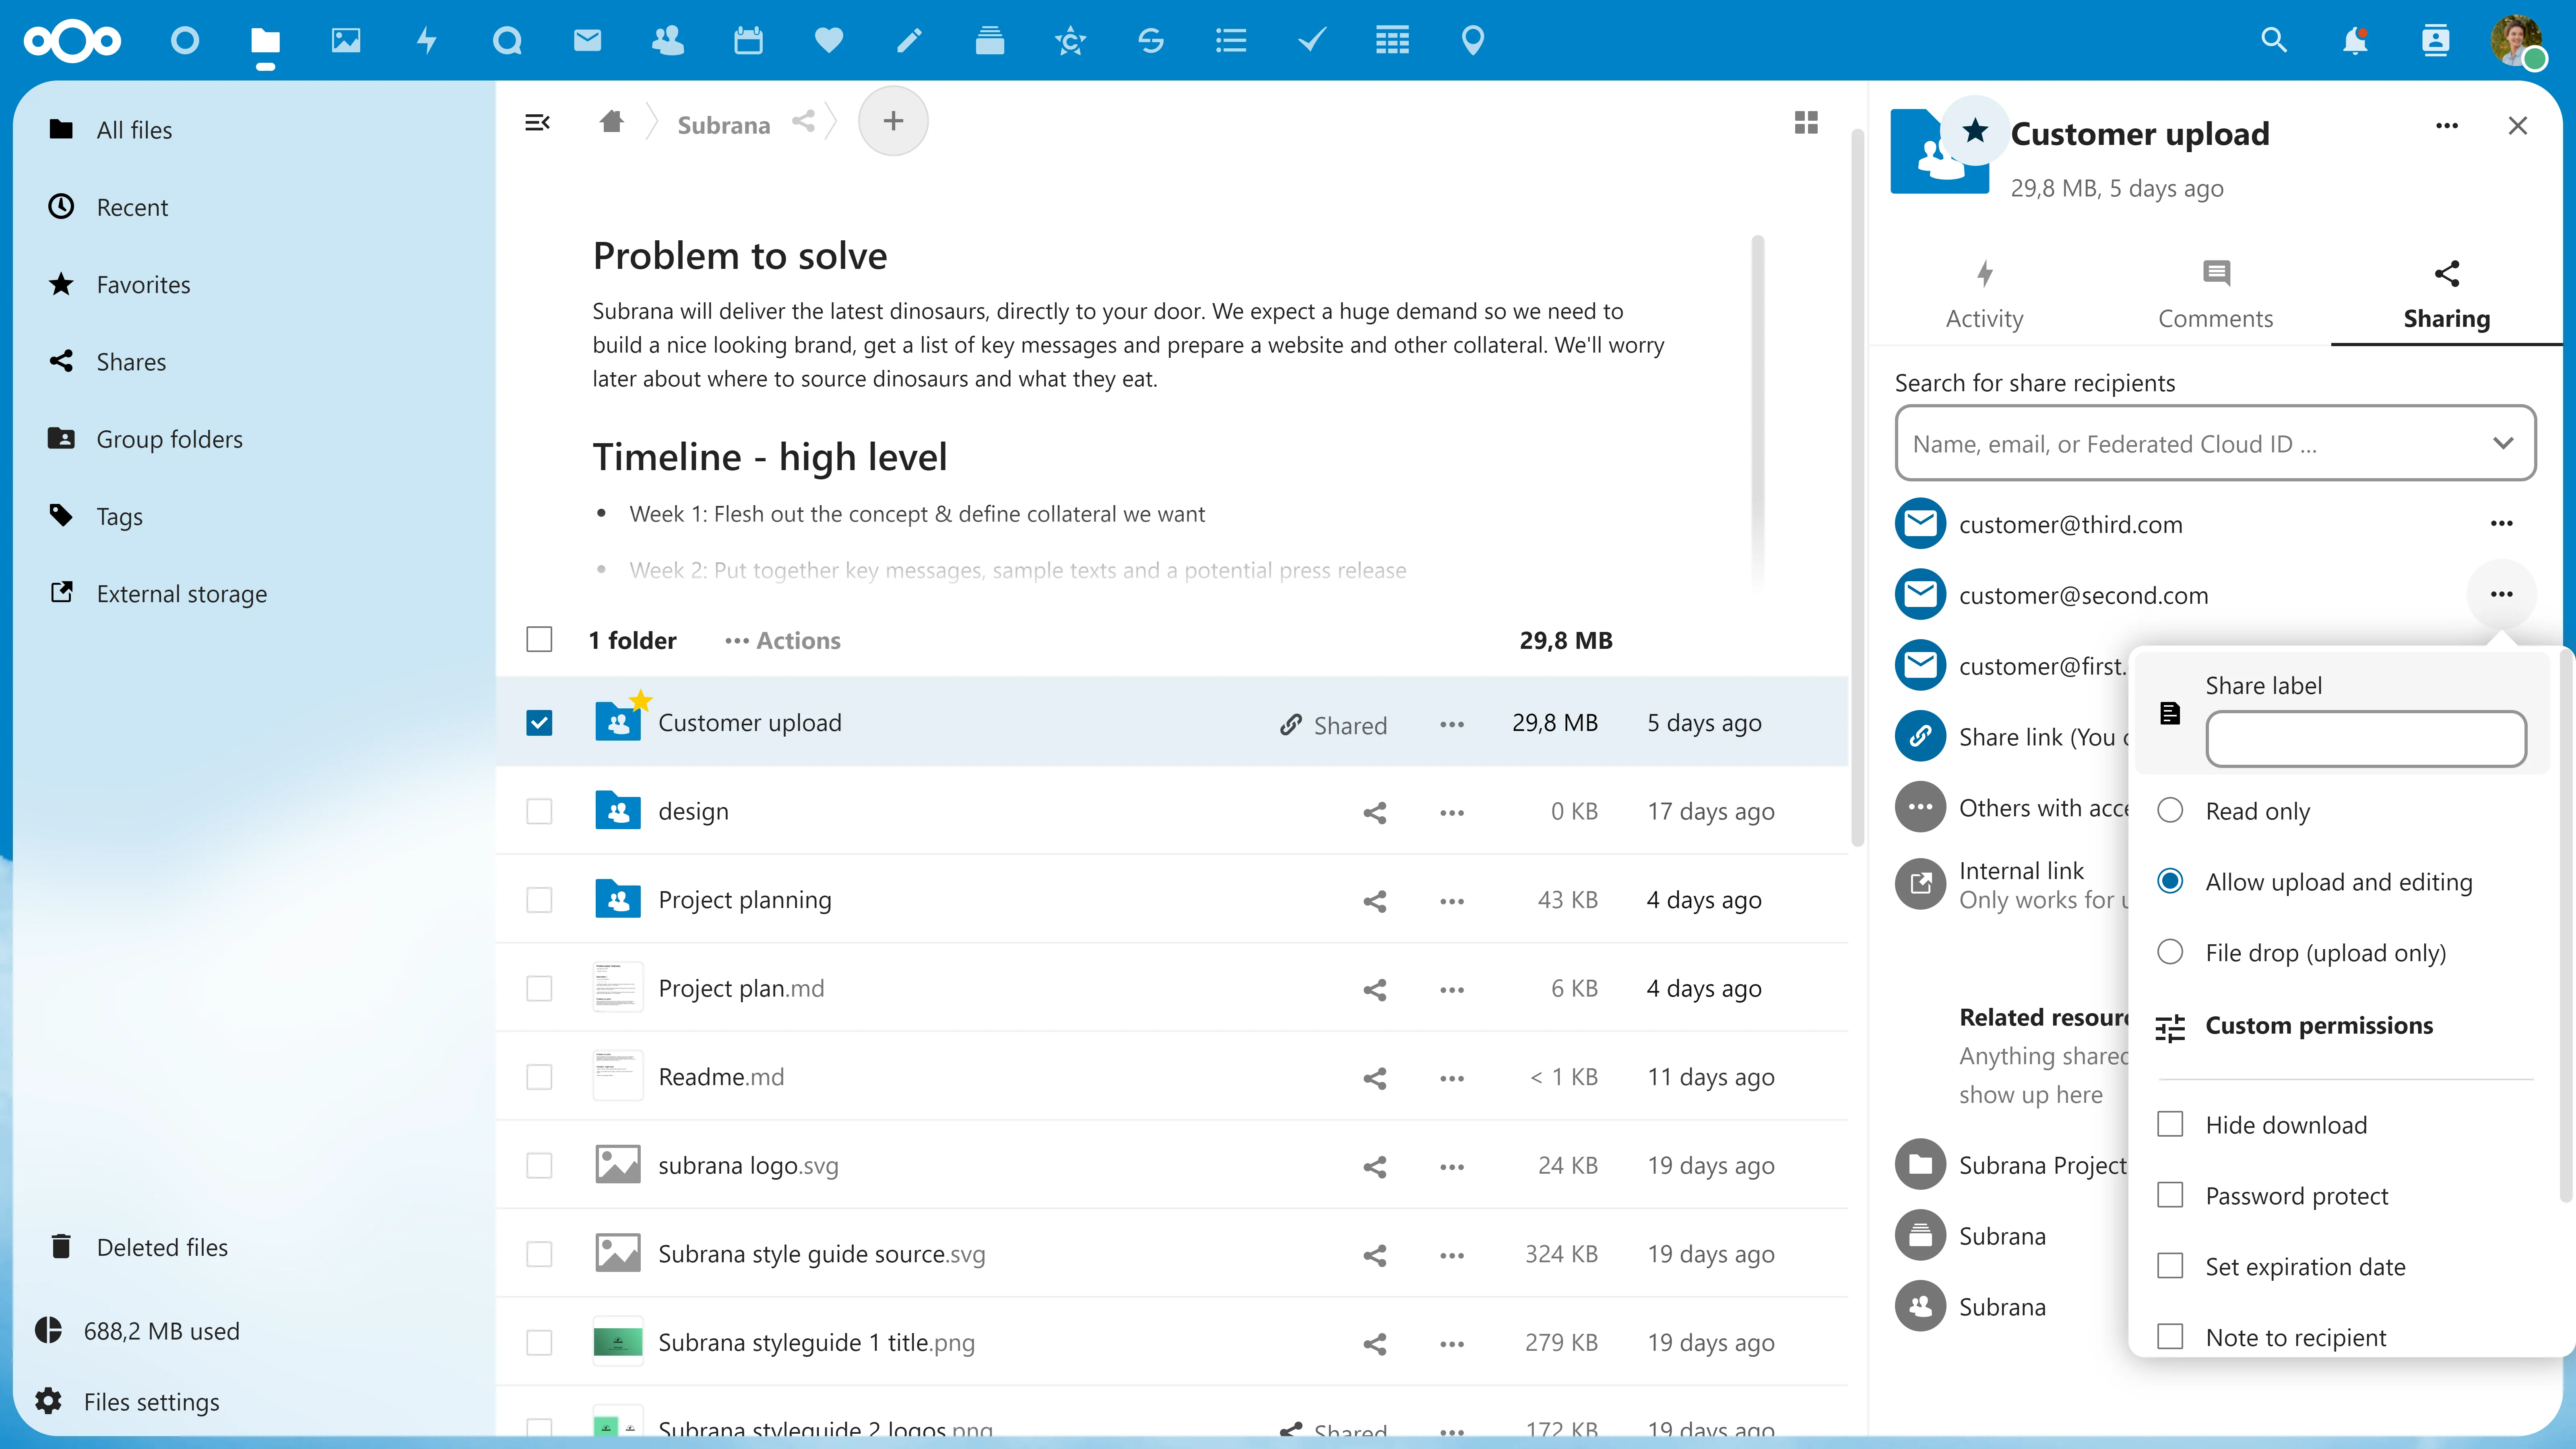 All files
Recent
Favorites
Shares
Group folders
Tags
External storage
Deleted files
688,2 MB used
Files settings
Subrana
Problem to solve
Subrana will deliver the latest dinosaurs, directly to your door. We expect a huge demand so we need to
build a nice looking brand, get a list of key messages and prepare a website and other collateral. We'll worry
later about where to source dinosaurs and what they eat.
Timeline - high level
• Week 1: Flesh out the concept & define collateral we want
• Week 2: Put together key messages, sample texts and a potential press release
1 folder ••• Actions 29,8 MB
Customer upload Shared ••• 29,8 MB 5 days ago
design ••• 0 KB 17 days ago
Project planning ••• 43 KB 4 days ago
Project plan.md ••• 6 KB 4 days ago
Readme.md ••• < 1 KB 11 days ago
subrana logo.svg ••• 24 KB 19 days ago
Subrana style guide source.svg ••• 324 KB 19 days ago
Subrana styleguide 1 title.png ••• 279 KB 19 days ago
Subrana styleguide 2 logos.png Shared ••• 172 KB 19 days ago
Customer upload
29,8 MB, 5 days ago
Activity Comments Sharing
Search for share recipients
Name, email, or Federated Cloud ID ...
customer@third.com
customer@second.com
customer@first.
Share link (You
Others with acce
Internal link
Only works for
Related resour
Anything shared
show up here
Subrana Project
Subrana
Subrana
Share label
Read only
Allow upload and editing
File drop (upload only)
Custom permissions
Hide download
Password protect
Set expiration date
Note to recipient